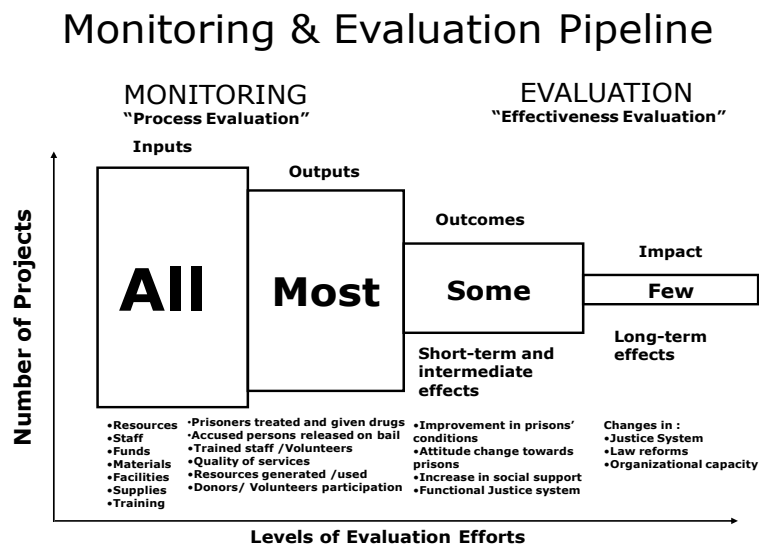 Monitoring & Evaluation Pipeline
MONITORING
“Process Evaluation”
EVALUATION
“Effectiveness Evaluation”
Inputs
Outputs
Outcomes
Impact
Number of Projects
All
Most
Some
Few
Short-term and
intermediate
effects
Long-term
effects
•Resources
•Staff
•Funds
•Materials
•Facilities
•Supplies
•Training
•Prisoners treated and given drugs
•Accused persons released on bail
•Trained staff /Volunteers
•Quality of services
•Resources generated /used
•Donors/ Volunteers participation
•Improvement in prisons’
conditions
•Attitude change towards
prisons
•Increase in social support
•Functional Justice system
Changes in :
•Justice System
•Law reforms
•Organizational capacity
Levels of Evaluation Efforts